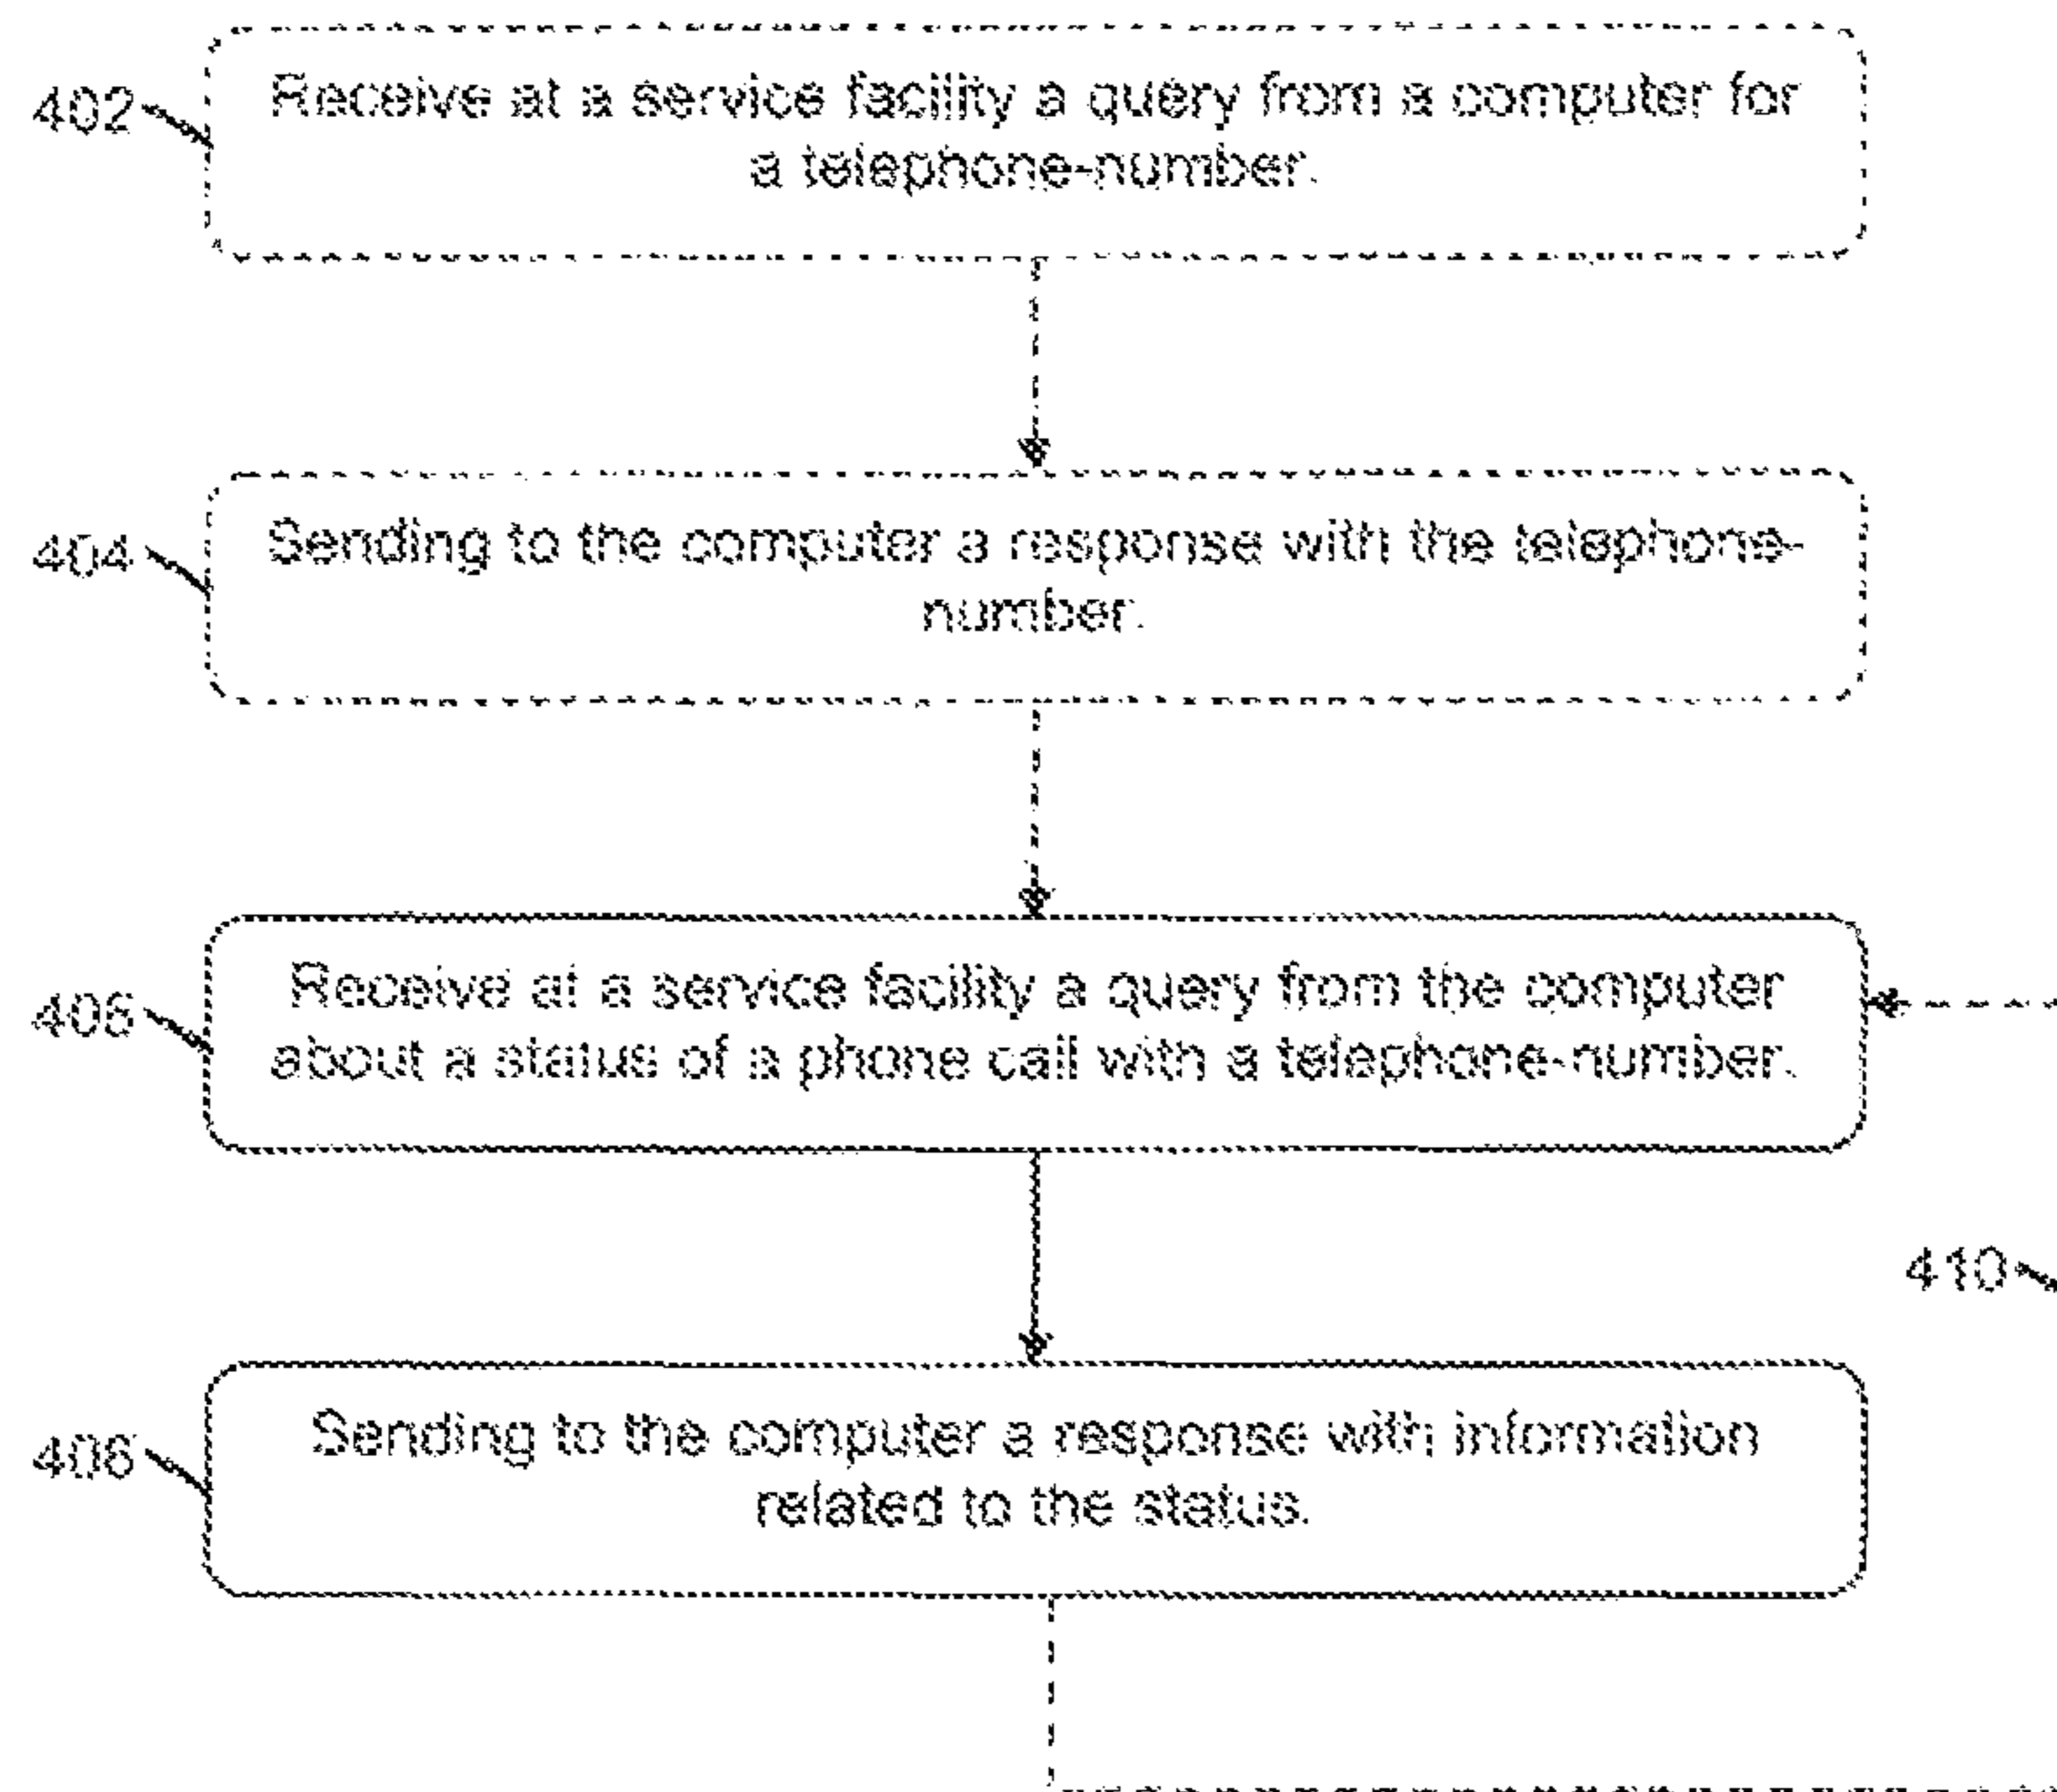 402
Receive at a service facility a query from a computer for
a telephone-number.
404
Sending to the computer a response with the telephone-
number.
406
Receive at a service facility a query from the computer
about a status of a phone call with a telephone-number.
410
408
Sending to the computer a response with information
related to the status.